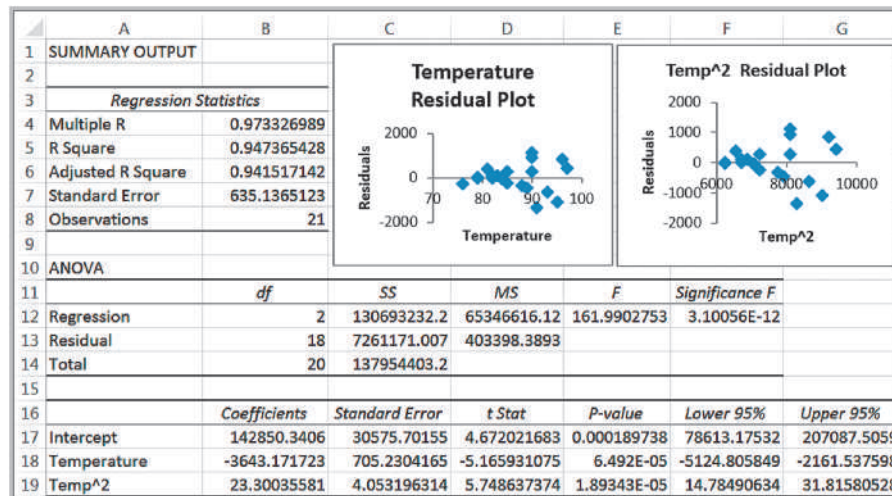 A B C D E F G
1 SUMMARY OUTPUT
2
3 Regression Statistics
4 Multiple R 0.973326989
5 R Square 0.947365428
6 Adjusted R Square 0.941517142
7 Standard Error 635.1365123
8 Observations 21
9
Temperature
Residual Plot
Residuals
2000
0
-2000
70 80 90 100
Temperature
Temp^2 Residual Plot
Residuals
2000
1000
0
-1000
-2000
6000 8000 10000
Temp^2
10 ANOVA
11 df SS MS F Significance F
12 Regression 2 130693232.2 65346616.12 161.9902753 3.10056E-12
13 Residual 18 7261171.007 403398.3893
14 Total 20 137954403.2
15
16 Coefficients Standard Error t Stat P-value Lower 95% Upper 95%
17 Intercept 142850.3406 30575.70155 4.672021683 0.000189738 78613.17532 207087.5059
18 Temperature -3643.171723 705.2304165 -5.165931075 6.492E-05 -5124.805849 -2161.537598
19 Temp^2 23.30035581 4.053196314 5.748637374 1.89343E-05 14.78490634 31.81580528